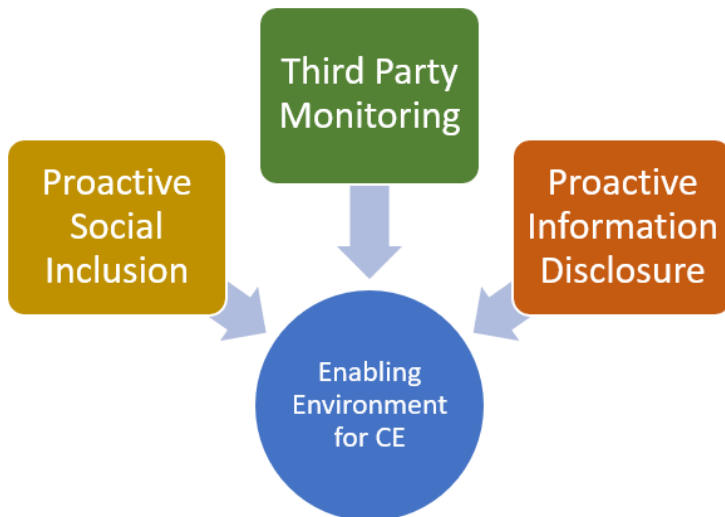 Third Party
Monitoring
Proactive
Social
Inclusion
Proactive
Information
Disclosure
Enabling
Environment
for CE